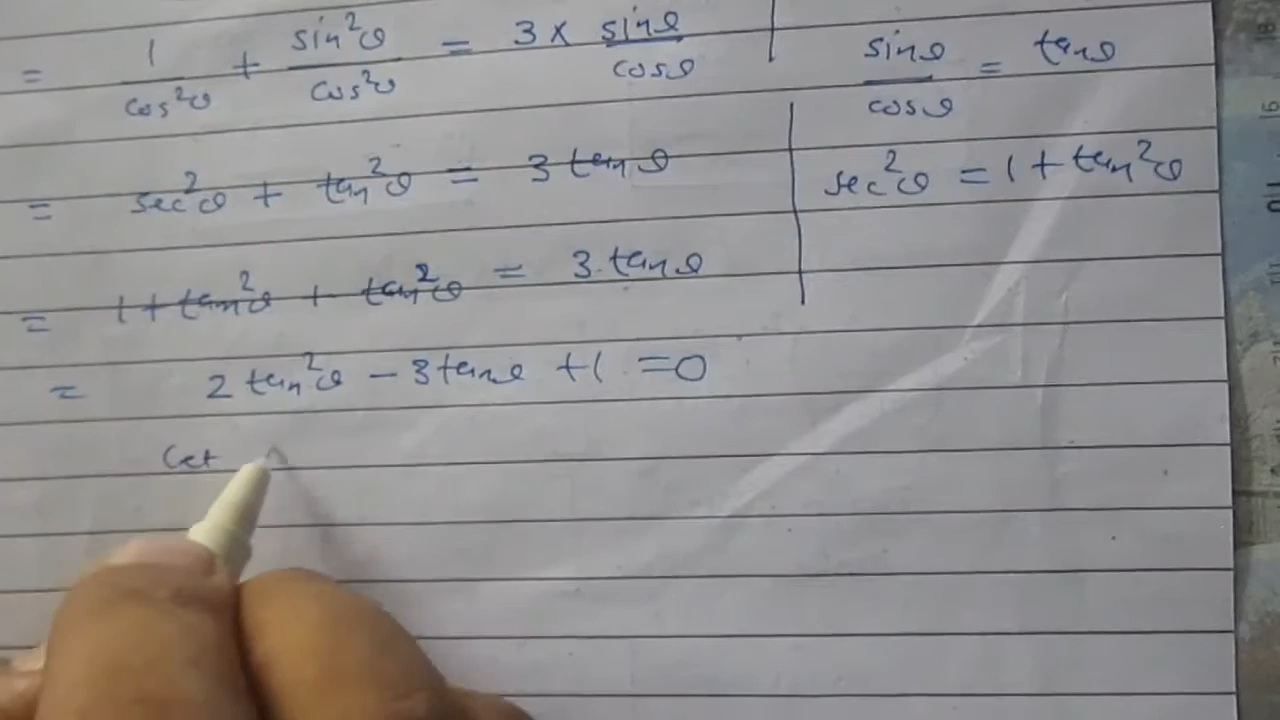 = 1/cos²θ + sin²θ/cos²θ = 3 × sinθ/cosθ
= sec²θ + tan²θ = 3 tanθ
= 1 + tan²θ + tan²θ = 3.tanθ
= 2 tan²θ - 3 tanθ + 1 = 0
Let
sinθ/cosθ = tanθ
sec²θ = 1 + tan²θ